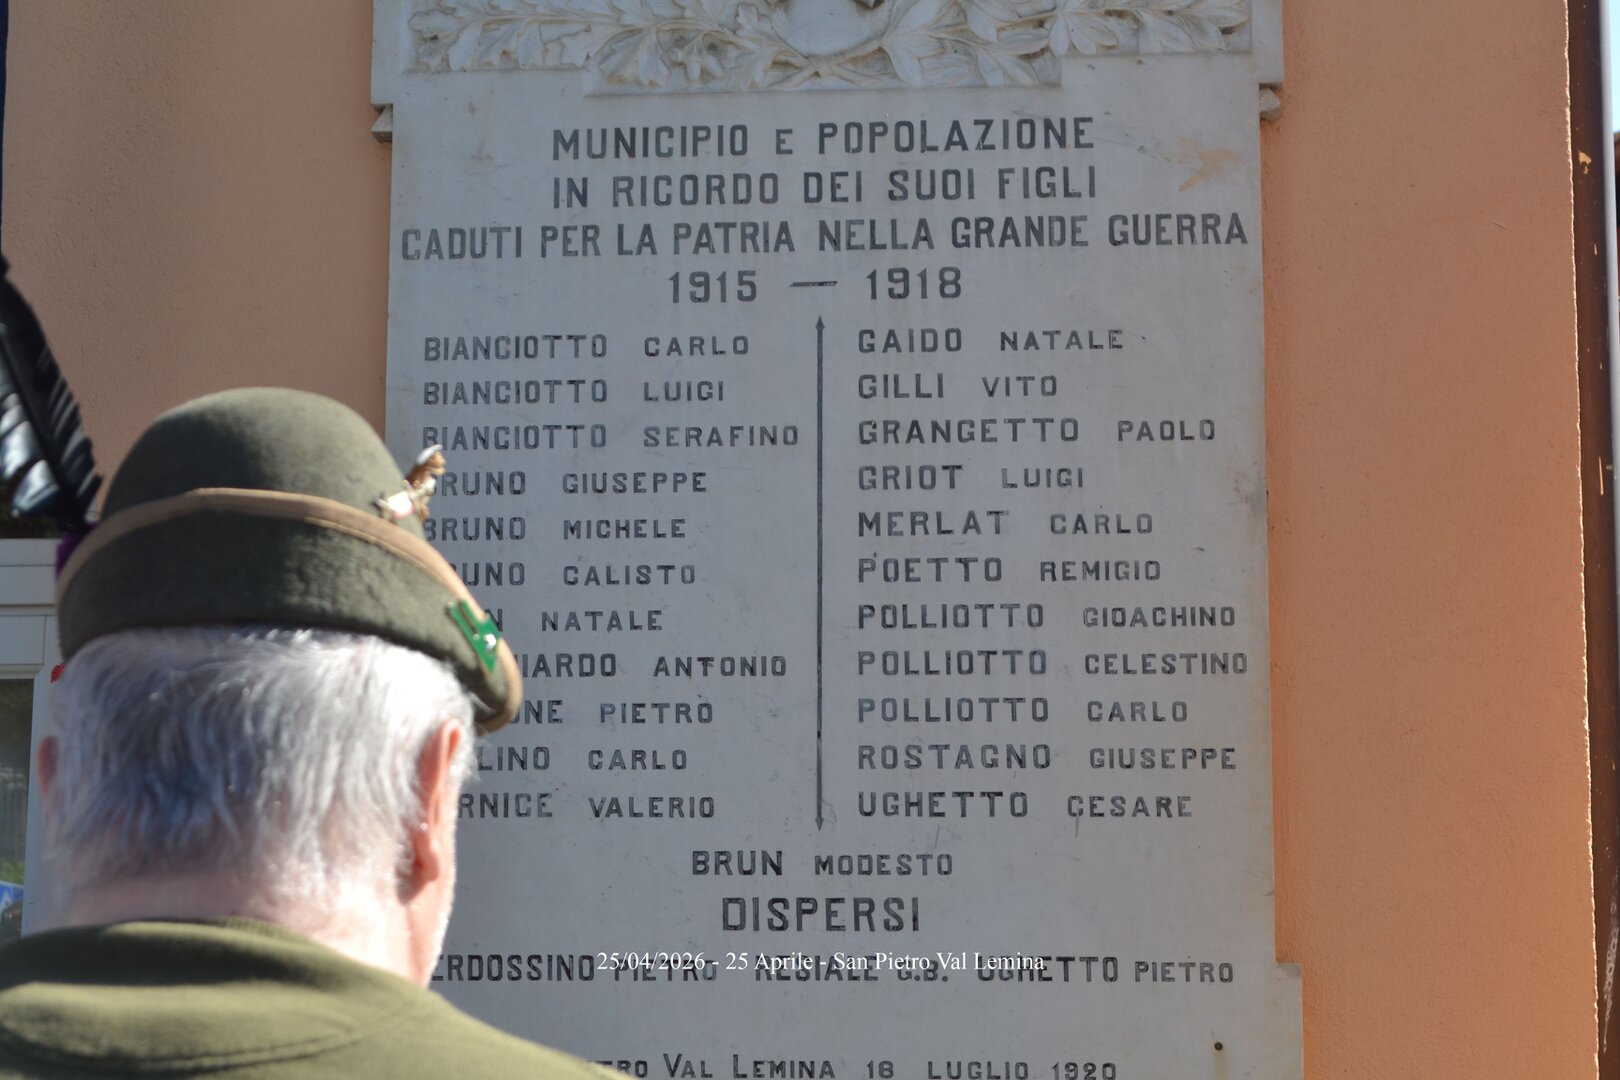 MUNICIPIO E POPOLAZIONE
IN RICORDO DEI SUOI FIGLI
CADUTI PER LA PATRIA NELLA GRANDE GUERRA
1915 — 1918
BIANCIOTTO CARLO
BIANCIOTTO LUIGI
BIANCIOTTO SERAFINO
BRUNO GIUSEPPE
BRUNO MICHELE
CALISTO
NATALE
ANTONIO
PIETRO
CARLO
VALERIO
GAIDO NATALE
GILLI VITO
GRANGETTO PAOLO
GRIOT LUIGI
MERLAT CARLO
POETTO REMIGIO
POLLIOTTO GIOACHINO
POLLIOTTO CELESTINO
POLLIOTTO CARLO
ROSTAGNO GIUSEPPE
UGHETTO CESARE
BRUN MODESTO
DISPERSI
PIETRO G.B. UGHETTO PIETRO
25/04/2026 - 25 Aprile - San Pietro Val Lemina
VAL LEMINA 18 LUGLIO 1920